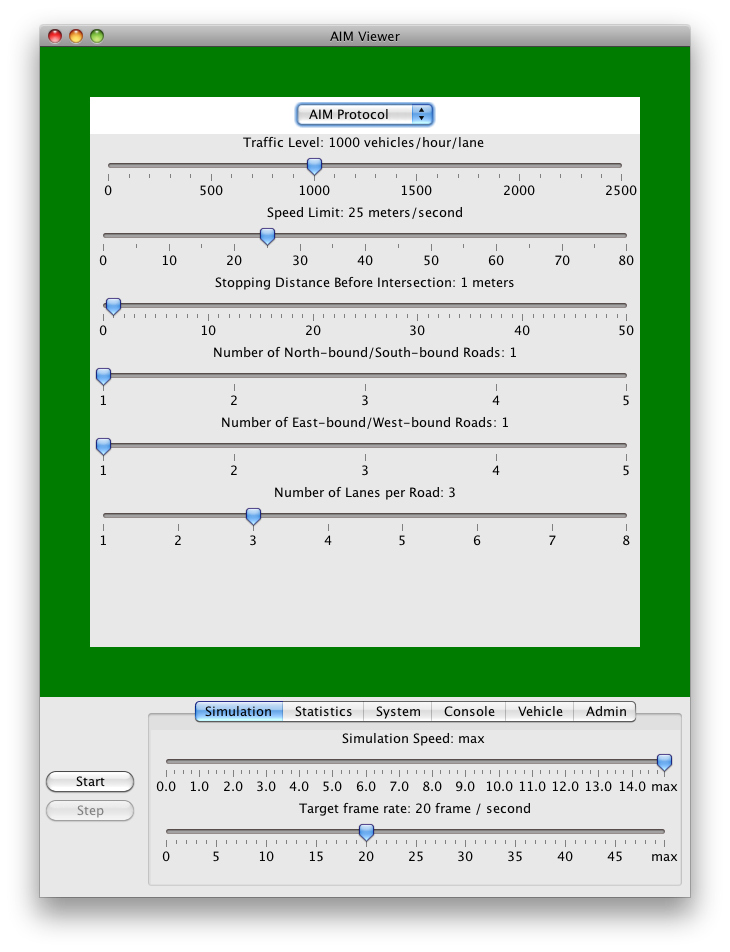 AIM Viewer
AIM Protocol
Traffic Level: 1000 vehicles/hour/lane
0 500 1000 1500 2000 2500
Speed Limit: 25 meters/second
0 10 20 30 40 50 60 70 80
Stopping Distance Before Intersection: 1 meters
0 10 20 30 40 50
Number of North-bound/South-bound Roads: 1
1 2 3 4 5
Number of East-bound/West-bound Roads: 1
1 2 3 4 5
Number of Lanes per Road: 3
1 2 3 4 5 6 7 8
Simulation Statistics System Console Vehicle Admin
Simulation Speed: max
0.0 1.0 2.0 3.0 4.0 5.0 6.0 7.0 8.0 9.0 10.0 11.0 12.0 13.0 14.0 max
Start
Target frame rate: 20 frame / second
Step
0 5 10 15 20 25 30 35 40 45 max